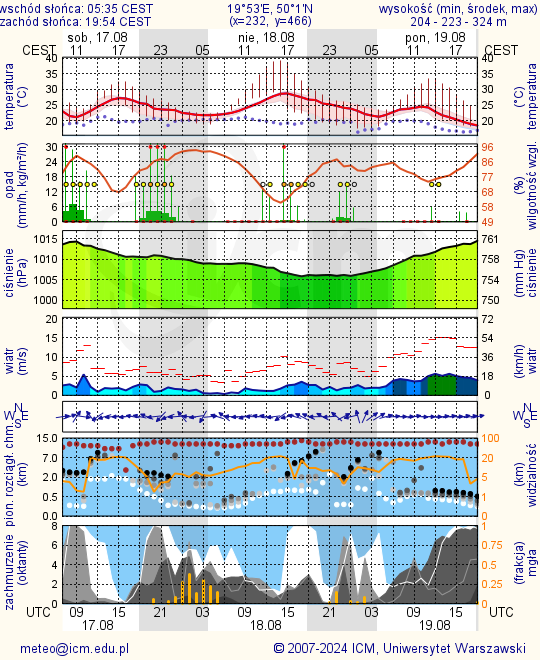 wschód słońca: 05:35 CEST 19°53'E, 50°1'N wysokość (min, środek, max)
zachód słońca: 19:54 CEST (x=232, y=466) 204 - 223 - 324 m
sob, 17.08 nie, 18.08 pon, 19.08
CEST 11 17 23 05 11 17 23 05 11 17 CEST
temperatura (°C) 40 35 30 25 20 40 35 30 25 20 (°C) temperatura
opad (mm/h, kg/m²/h) 30 24 18 12 6 0 96 86 77 68 58 49 (%) wilgotność wzgl.
ciśnienie (hPa) 1015 1010 1005 1000 761 758 754 750 (mm Hg) ciśnienie
wiatr (m/s) 20 15 10 5 0 72 54 36 18 0 (km/h) wiatr
N W E S N W E S
pion. rozciągł. chm. (km) 15.0 7.0 2.0 0.5 0.0 100 20 5 1 0 (km) widzialność
zachmurzenie (oktanty) 8 6 4 2 0 1 0.75 0.5 0.25 0 (frakcja) mgła
UTC 09 15 21 03 09 15 21 03 09 15 UTC
17.08 18.08 19.08
meteo@icm.edu.pl © 2007-2024 ICM, Uniwersytet Warszawski